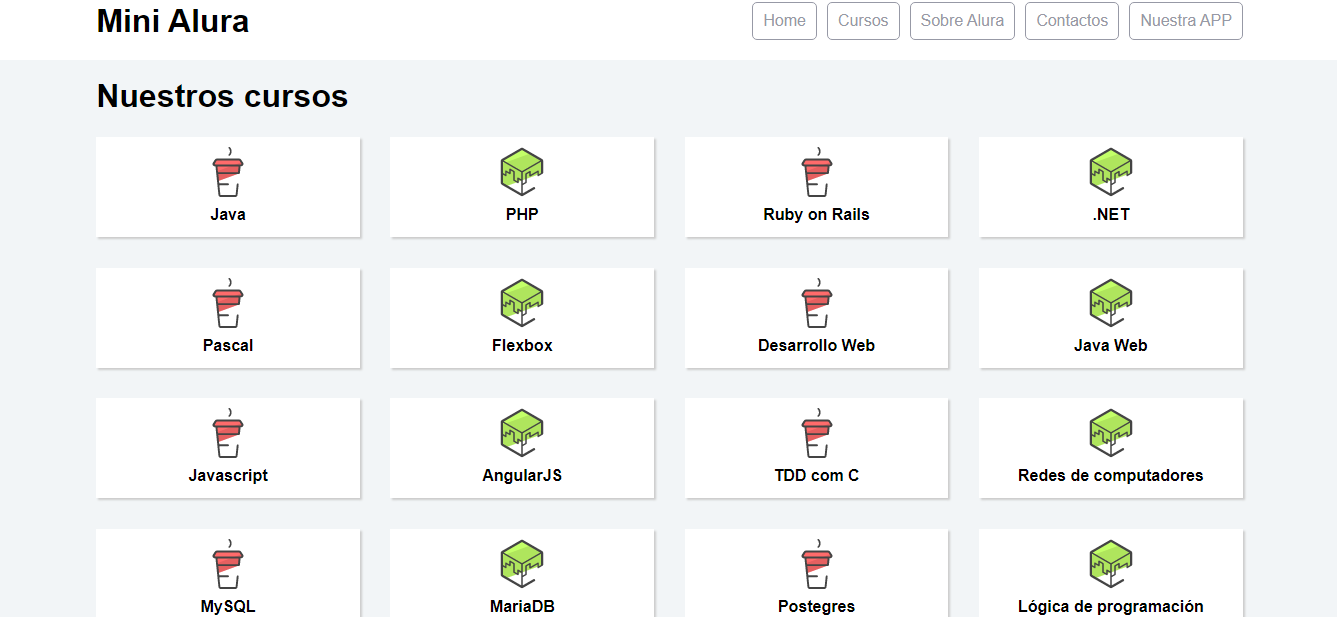 Mini Alura
Home Cursos Sobre Alura Contactos Nuestra APP
Nuestros cursos
Java PHP Ruby on Rails .NET
Pascal Flexbox Desarrollo Web Java Web
Javascript AngularJS TDD com C Redes de computadores
MySQL MariaDB Postegres Lógica de programación